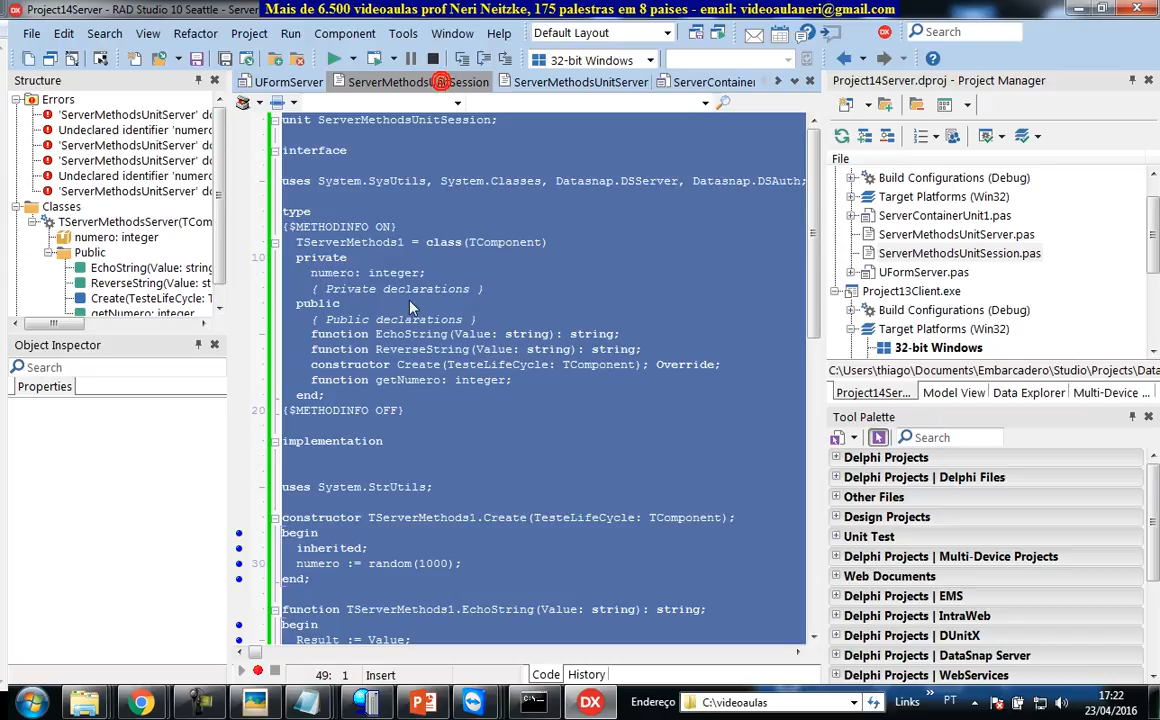 Project14Server - RAD Studio 10 Seattle - Server
Mais de 6.500 videoaulas prof Neri Neitzke, 175 palestras em 8 paises - email: videoaulaneri@gmail.com
File Edit Search View Refactor Project Run Component Tools Window Help
Default Layout
Search
32-bit Windows
Structure
Errors
'ServerMethodsUnitServer' do
Undeclared identifier 'numero
'ServerMethodsUnitServer' do
'ServerMethodsUnitServer' do
Undeclared identifier 'numero
'ServerMethodsUnitServer' do
Classes
TServerMethodsServer(TCom
numero: integer
Public
EchoString(Value: string
ReverseString(Value: st
Create(TesteLifeCycle: T
getNumero: integer
Object Inspector
Search
Properties
UFormServer
ServerMethodsUnitSession
ServerMethodsUnitServer
ServerContainer
unit ServerMethodsUnitSession;
interface
uses System.SysUtils, System.Classes, Datasnap.DSServer, Datasnap.DSAuth;
type
{$METHODINFO ON}
TServerMethods1 = class(TComponent)
10 private
numero: integer;
{ Private declarations }
public
{ Public declarations }
function EchoString(Value: string): string;
function ReverseString(Value: string): string;
constructor Create(TesteLifeCycle: TComponent); Override;
function getNumero: integer;
end;
20 {$METHODINFO OFF}
implementation
uses System.StrUtils;
constructor TServerMethods1.Create(TesteLifeCycle: TComponent);
begin
inherited;
30 numero := random(1000);
end;
function TServerMethods1.EchoString(Value: string): string;
begin
Result := Value;
49: 1 Insert
Code History
Project14Server.dproj - Project Manager
File
Build Configurations (Debug)
Target Platforms (Win32)
ServerContainerUnit1.pas
ServerMethodsUnitServer.pas
ServerMethodsUnitSession.pas
UFormServer.pas
Project13Client.exe
Build Configurations (Debug)
Target Platforms (Win32)
32-bit Windows
C:\Users\thiago\Documents\Embarcadero\Studio\Projects\Data
Project14Ser... Model View Data Explorer Multi-Device ...
Tool Palette
Search
Delphi Projects
Delphi Projects | Delphi Files
Other Files
Design Projects
Unit Test
Delphi Projects | Multi-Device Projects
Web Documents
Delphi Projects | EMS
Delphi Projects | IntraWeb
Delphi Projects | DUnitX
Delphi Projects | DataSnap Server
Delphi Projects | WebServices
Endereço C:\videoaulas Links » PT 17:22
23/04/2016